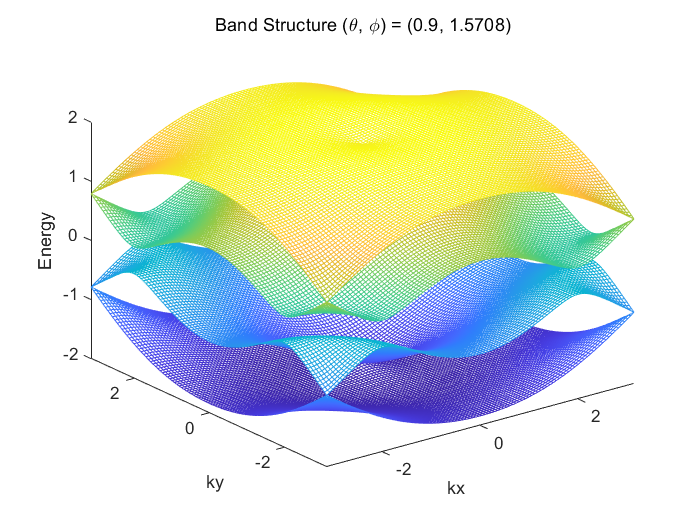 Band Structure (θ, ϕ) = (0.9, 1.5708)
2
1
0
-1
-2
Energy
2
0
-2
ky
-2
0
2
kx